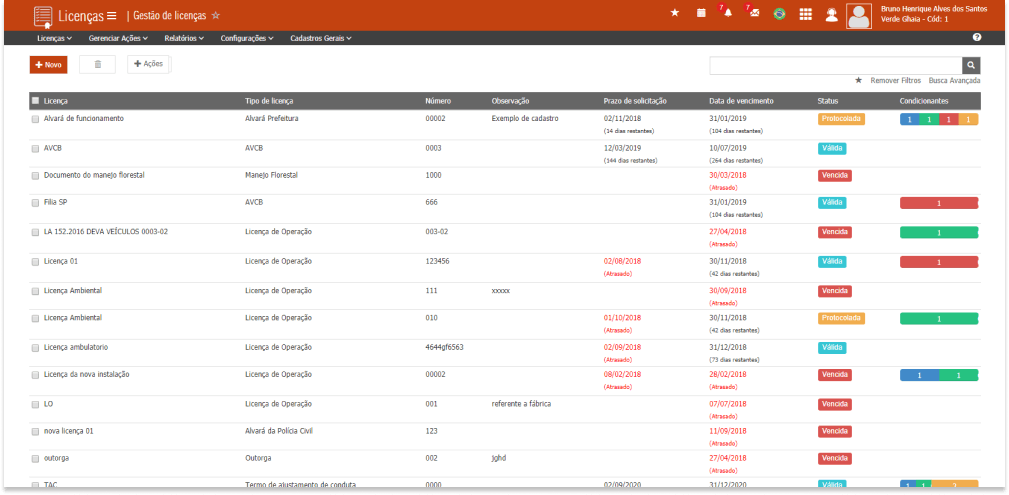 Licenças | Gestão de licenças
7 7
Bruno Henrique Alves dos Santos
Verde Ghaia - Cód: 1
Licenças Gerenciar Ações Relatórios Configurações Cadastros Gerais
+ Novo + Ações
Remover Filtros Busca Avançada
Licença Tipo de licença Número Observação Prazo de solicitação Data de vencimento Status Condicionantes
Alvará de funcionamento Alvará Prefeitura 00002 Exemplo de cadastro 02/11/2018 31/01/2019 Protocolada 1 1 1 1
(14 dias restantes) (104 dias restantes)
AVCB AVCB 0003 12/03/2019 10/07/2019 Válida
(144 dias restantes) (264 dias restantes)
Documento do manejo florestal Manejo Florestal 1000 30/03/2018 Vencida
(Atrasado)
Filia SP AVCB 666 31/01/2019 Válida 1
(104 dias restantes)
LA 152.2016 DEVA VEÍCULOS 0003-02 Licença de Operação 003-02 27/04/2018 Vencida 1
(Atrasado)
Licença 01 Licença de Operação 123456 02/08/2018 30/11/2018 Válida 1
(Atrasado) (42 dias restantes)
Licença Ambiental Licença de Operação 111 xxxxx 30/09/2018 Vencida
(Atrasado)
Licença Ambiental Licença de Operação 010 01/10/2018 30/11/2018 Protocolada 1
(Atrasado) (42 dias restantes)
Licença ambulatorio Licença de Operação 4644gf6563 02/09/2018 31/12/2018 Válida
(Atrasado) (73 dias restantes)
Licença da nova instalação Licença de Operação 00002 08/02/2018 28/02/2018 Vencida 1 1
(Atrasado) (Atrasado)
LO Licença de Operação 001 referente a fábrica 07/07/2018 Vencida
(Atrasado)
nova licença 01 Alvará da Polícia Civil 123 11/09/2018 Vencida
(Atrasado)
outorga Outorga 002 jghd 27/04/2018 Vencida
(Atrasado)
TAC Termo de ajustamento de conduta 0000 02/09/2020 31/12/2020 Válida 1 1 2